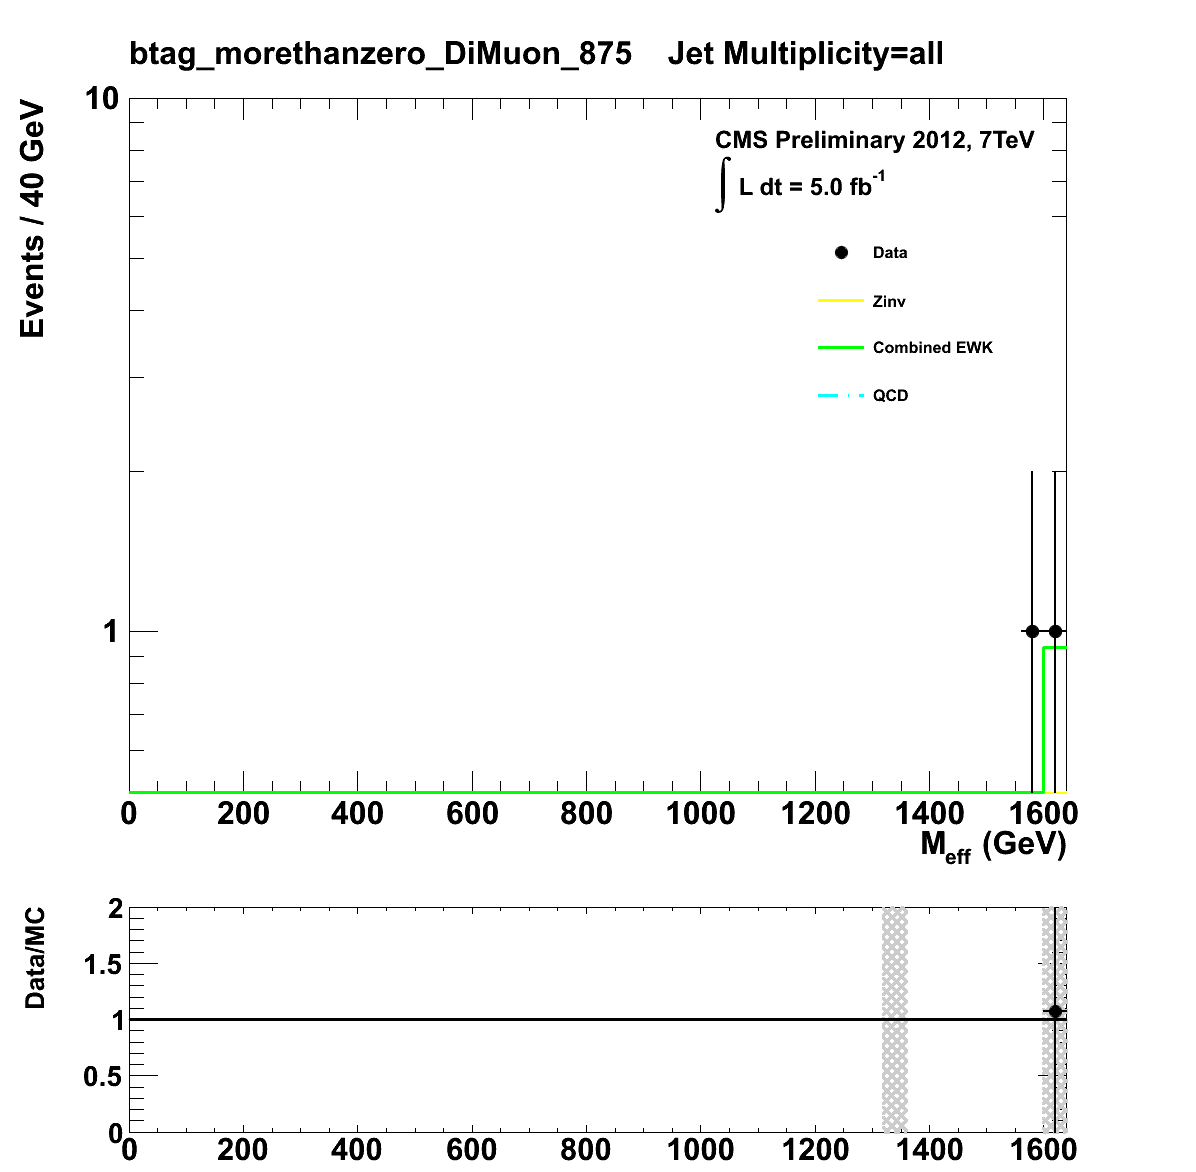 btag_morethanzero_DiMuon_875 Jet Multiplicity=all
Events / 40 GeV
10
1
CMS Preliminary 2012, 7TeV
∫ L dt = 5.0 fb-1
Data
Zinv
Combined EWK
QCD
0 200 400 600 800 1000 1200 1400 1600
Meff (GeV)
Data/MC
2
1.5
1
0.5
0
0 200 400 600 800 1000 1200 1400 1600